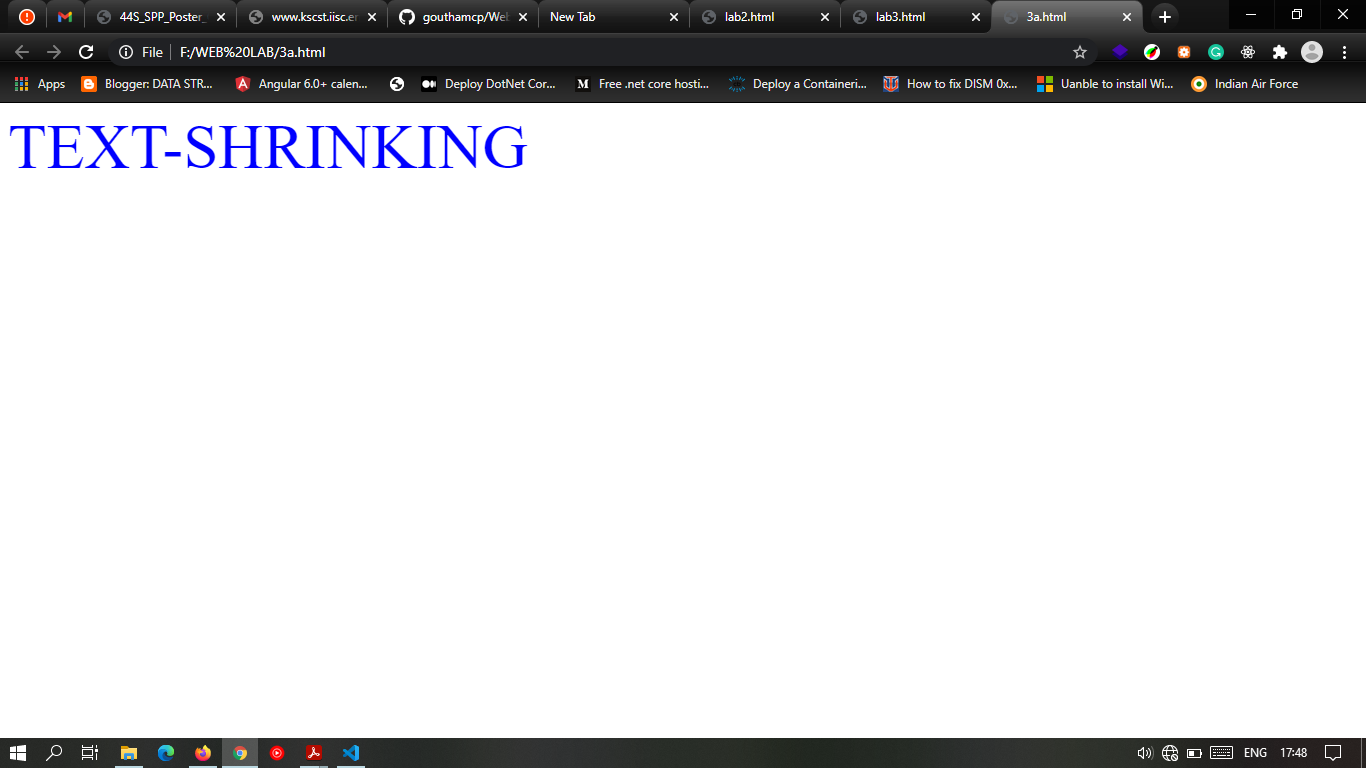 44S_SPP_Poster_
www.kscst.iisc.er
gouthamcp/Web
New Tab
lab2.html
lab3.html
3a.html
File F:/WEB%20LAB/3a.html
Apps Blogger: DATA STR... Angular 6.0+ calen... Deploy DotNet Cor... Free .net core hosti... Deploy a Containeri... How to fix DISM 0x... Uanble to install Wi... Indian Air Force
TEXT-SHRINKING
ENG 17:48